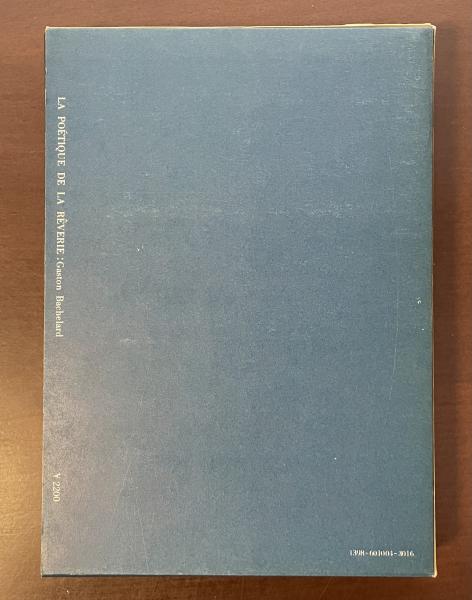 LA POÉTIQUE DE LA RÊVERIE : Gaston Bachelard
¥ 2200
1398-601004-3016